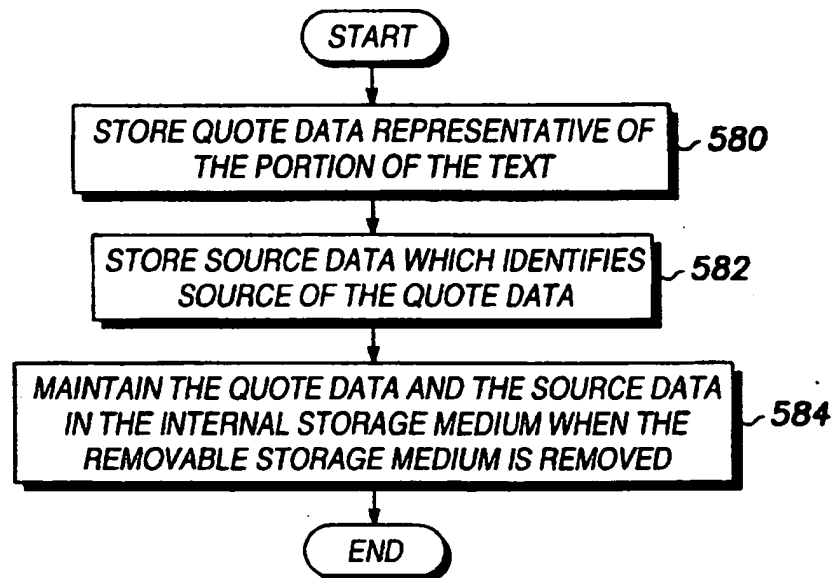 START
STORE QUOTE DATA REPRESENTATIVE OF
THE PORTION OF THE TEXT
580
STORE SOURCE DATA WHICH IDENTIFIES
SOURCE OF THE QUOTE DATA
582
MAINTAIN THE QUOTE DATA AND THE SOURCE DATA
IN THE INTERNAL STORAGE MEDIUM WHEN THE
REMOVABLE STORAGE MEDIUM IS REMOVED
584
END